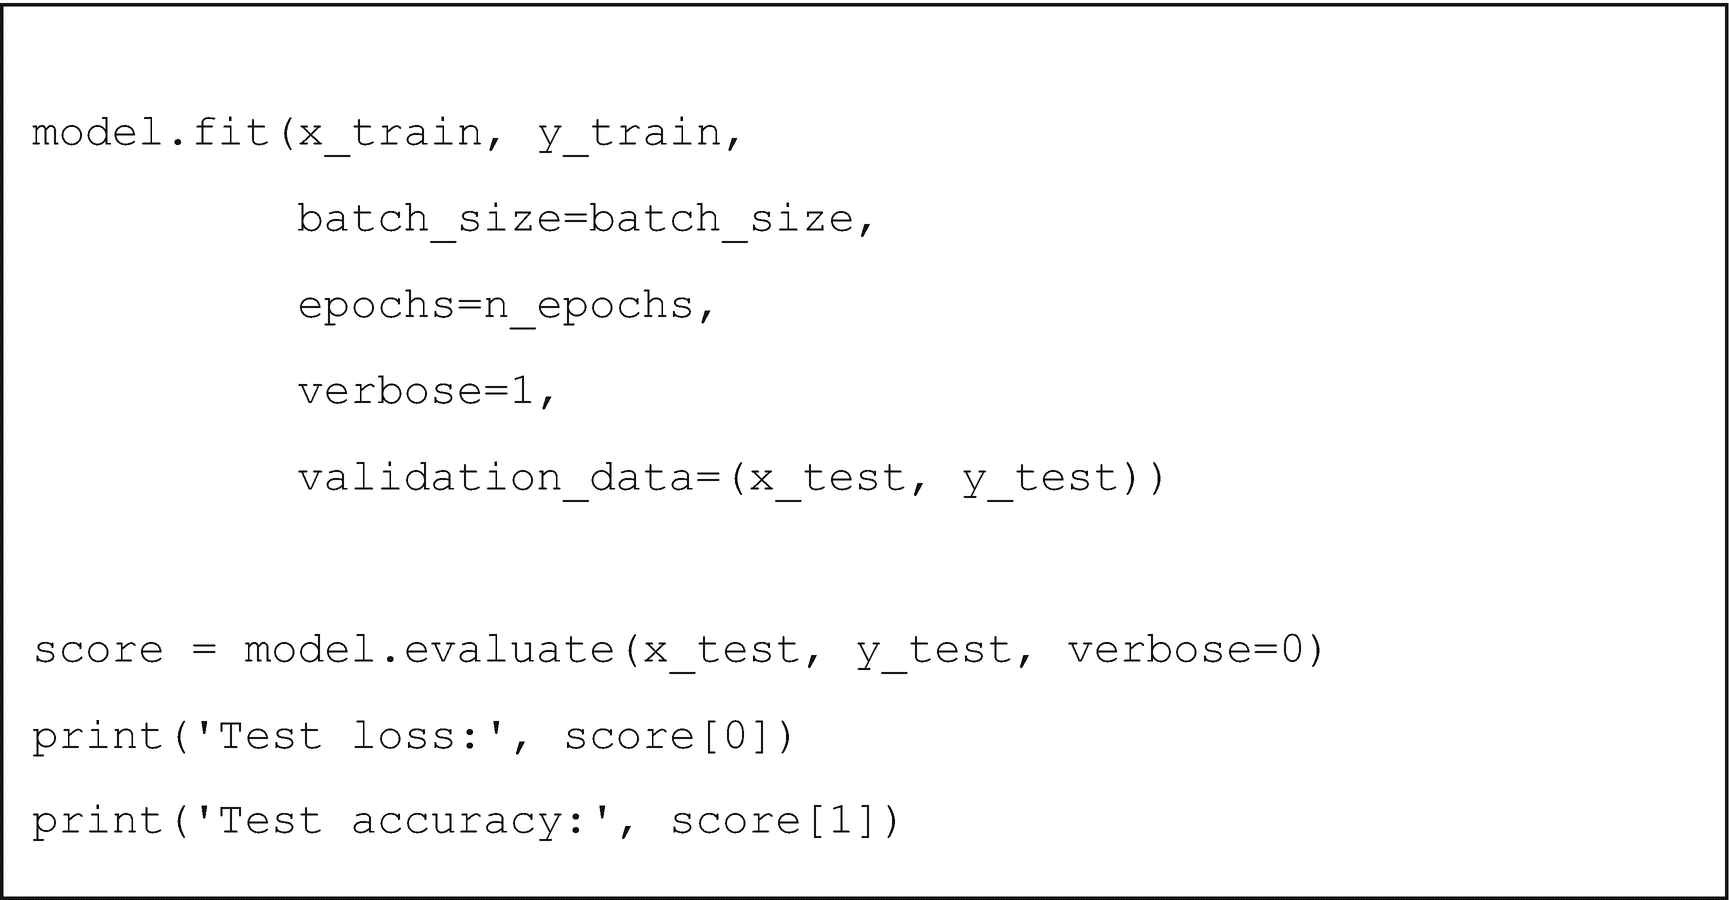 model.fit(x_train, y_train,
          batch_size=batch_size,
          epochs=n_epochs,
          verbose=1,
          validation_data=(x_test, y_test))
score = model.evaluate(x_test, y_test, verbose=0)
print('Test loss:', score[0])
print('Test accuracy:', score[1])